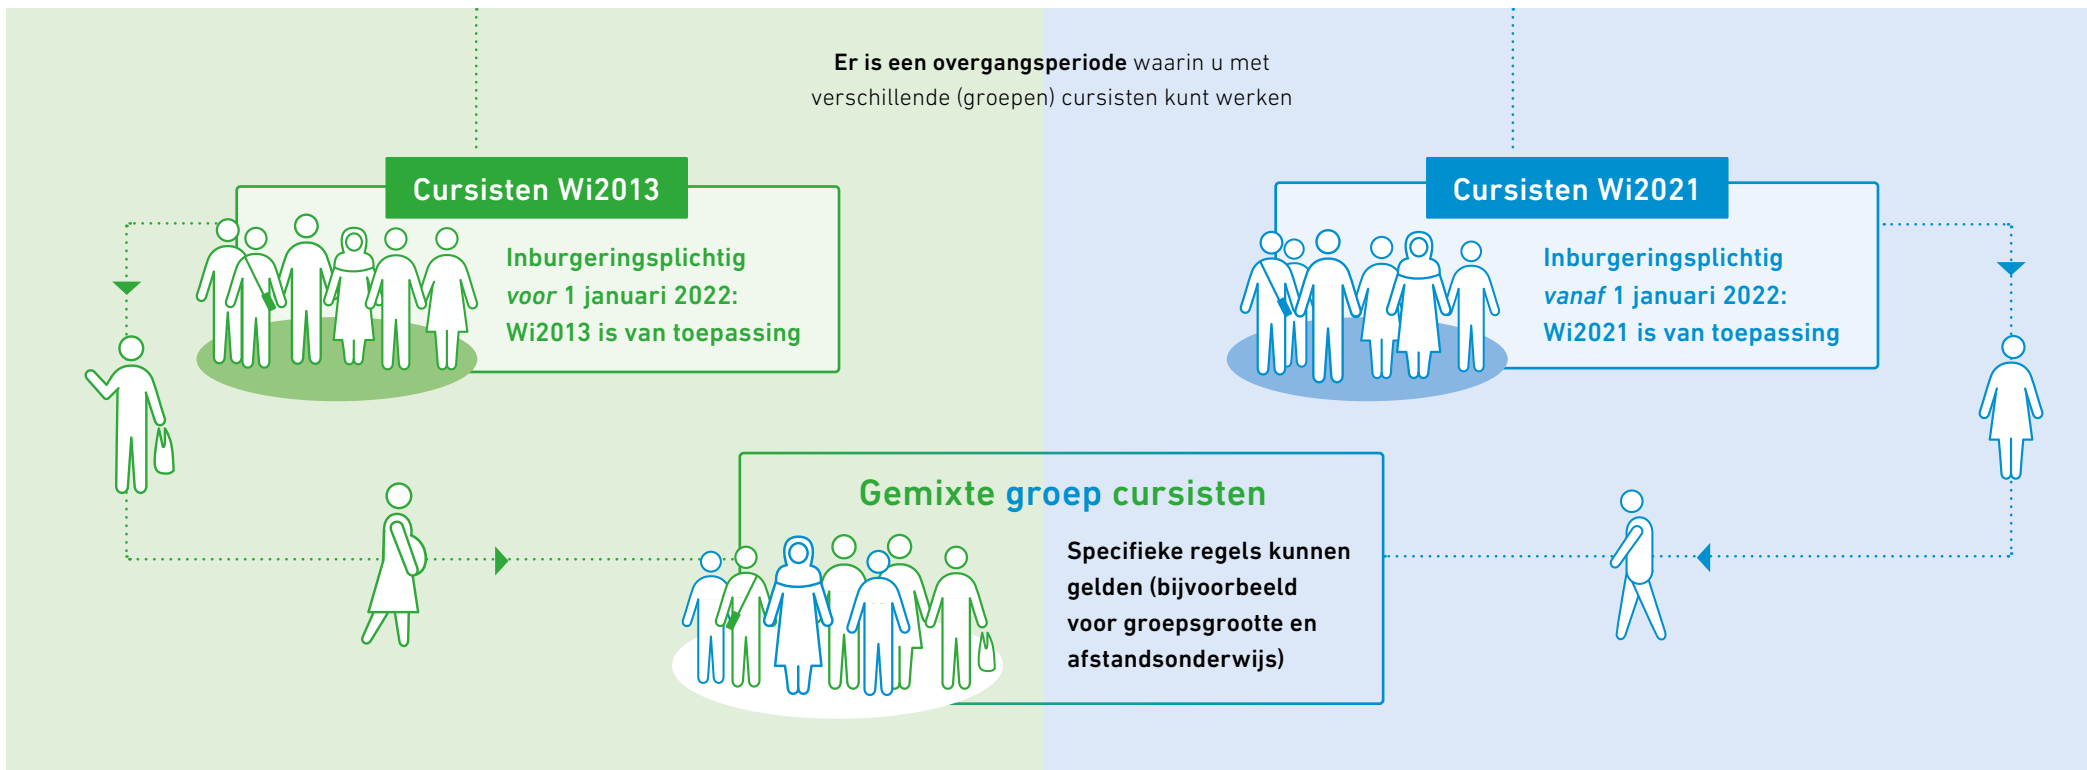 Er is een overgangsperiode waarin u met
verschillende (groepen) cursisten kunt werken
Cursisten Wi2013
Inburgeringsplichtig
voor 1 januari 2022:
Wi2013 is van toepassing
Cursisten Wi2021
Inburgeringsplichtig
vanaf 1 januari 2022:
Wi2021 is van toepassing
Gemixte groep cursisten
Specifieke regels kunnen
gelden (bijvoorbeeld
voor groepsgrootte en
afstandsonderwijs)